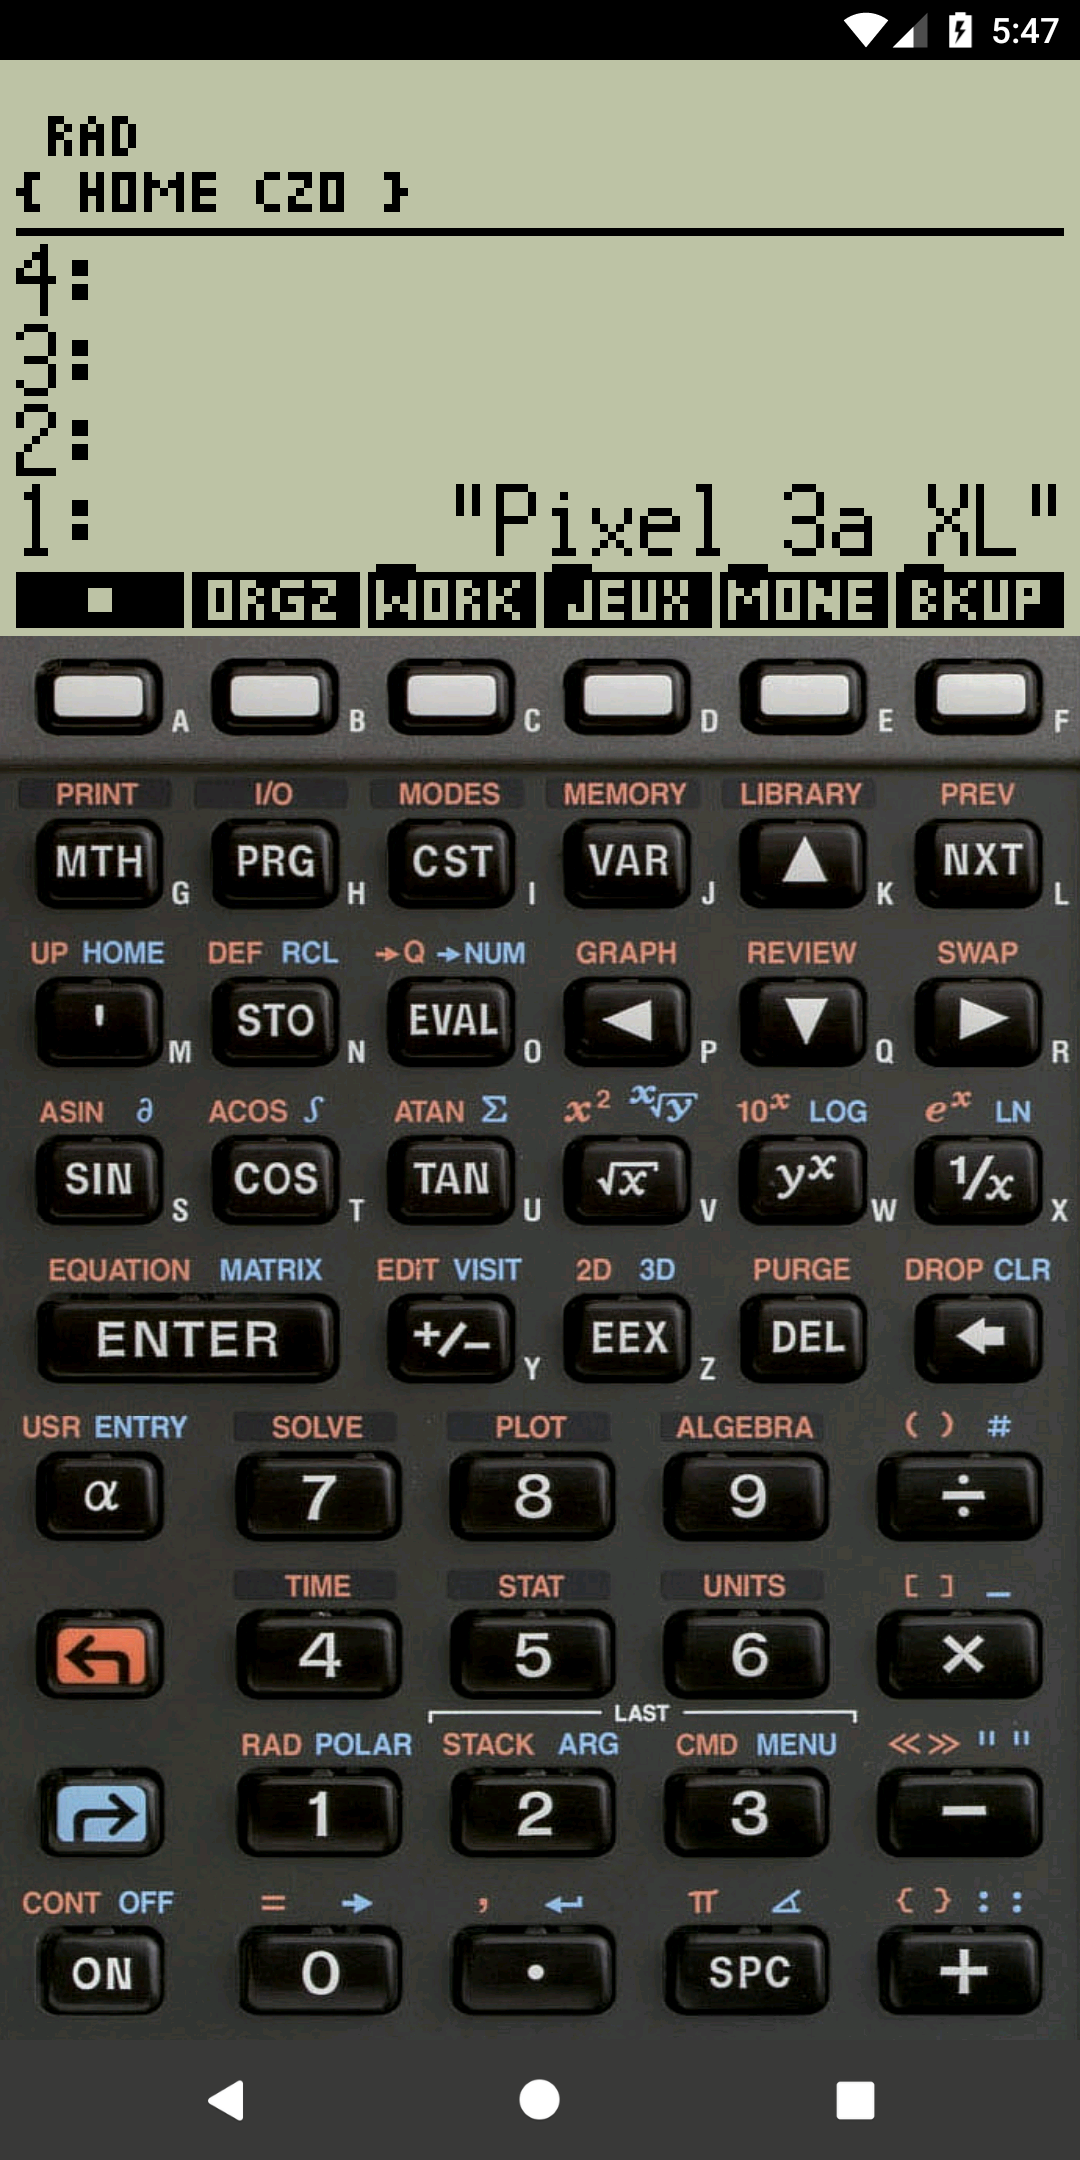 5:47
RAD
{ HOME CZO }
4:
3:
2:
1: "Pixel 3a XL"
▪ ORGZ WORK JEUX MONE BKUP
A B C D E F
PRINT I/O MODES MEMORY LIBRARY PREV
MTH G PRG H CST I VAR J ▲ K NXT L
UP HOME DEF RCL →Q →NUM GRAPH REVIEW SWAP
' M STO N EVAL O ◀ P ▼ Q ▶ R
ASIN ∂ ACOS ∫ ATAN Σ x² ˣ√y 10ˣ LOG eˣ LN
SIN S COS T TAN U √x V yˣ W 1/x X
EQUATION MATRIX EDIT VISIT 2D 3D PURGE DROP CLR
ENTER +/− Y EEX Z DEL ←
USR ENTRY SOLVE PLOT ALGEBRA ( ) #
α 7 8 9 ÷
TIME STAT UNITS [ ] _
4 5 6 ×
LAST
RAD POLAR STACK ARG CMD MENU ≪≫ " "
1 2 3 −
CONT OFF = → , ↵ π ∡ { } : :
ON 0 . SPC +